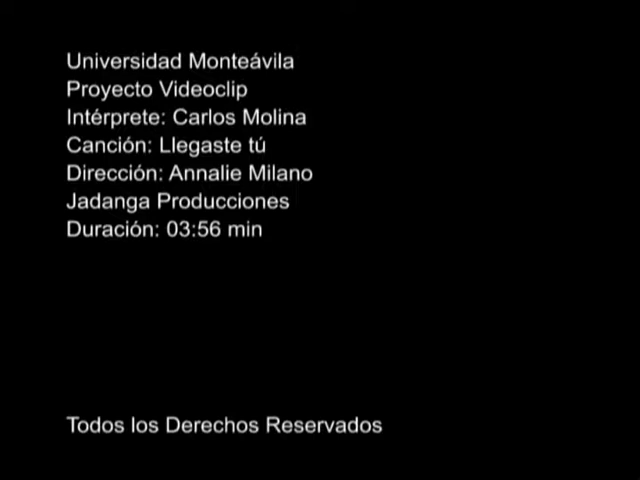 Universidad Monteávila
Proyecto Videoclip
Intérprete: Carlos Molina
Canción: Llegaste tú
Dirección: Annalie Milano
Jadanga Producciones
Duración: 03:56 min
Todos los Derechos Reservados